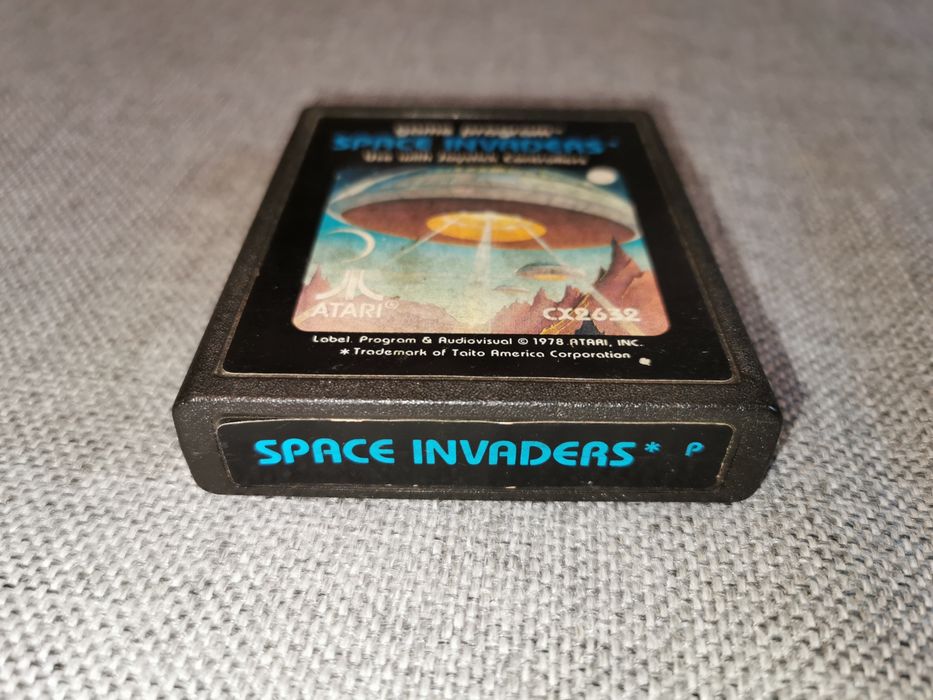 game program™
SPACE INVADERS*
Use with Joystick Controllers
ATARI®
CX2632
Label, Program & Audiovisual © 1978 ATARI, INC.
*Trademark of Taito America Corporation
SPACE INVADERS* P